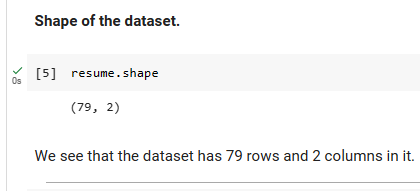 Shape of the dataset.
✓
0s
[5] resume.shape
(79, 2)
We see that the dataset has 79 rows and 2 columns in it.